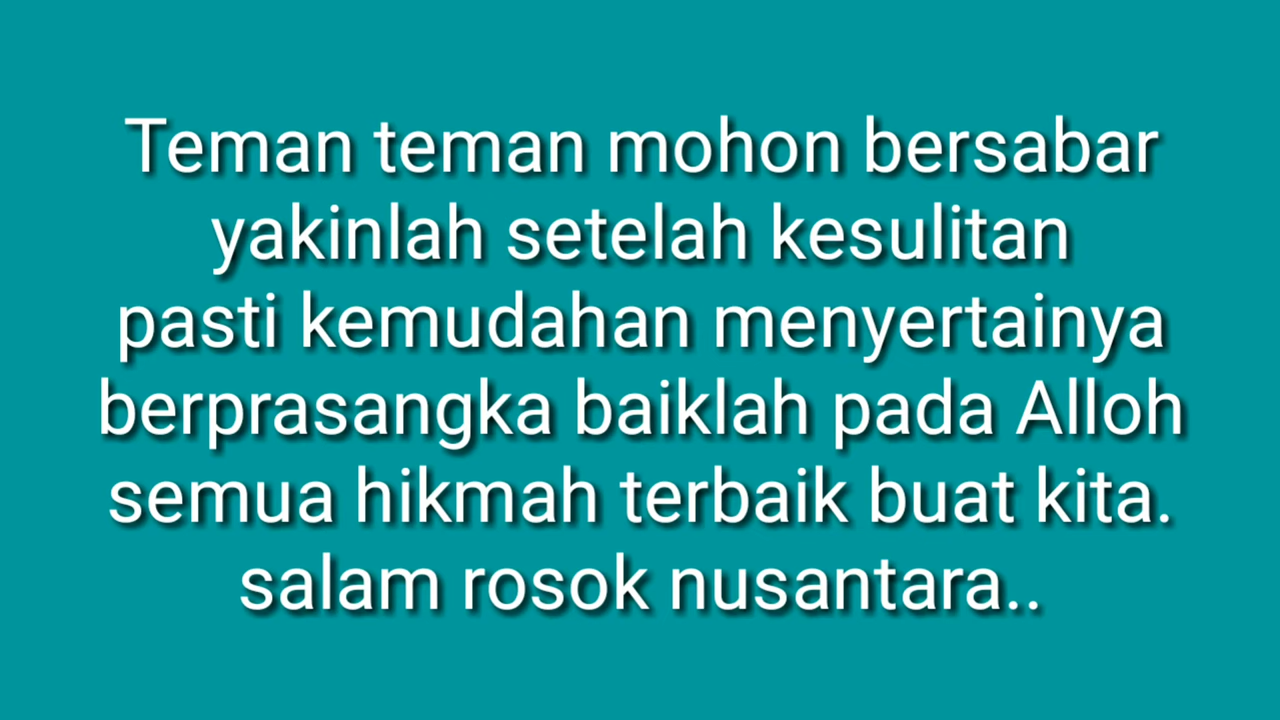 Teman teman mohon bersabar
yakinlah setelah kesulitan
pasti kemudahan menyertainya
berprasangka baiklah pada Alloh
semua hikmah terbaik buat kita.
salam rosok nusantara..